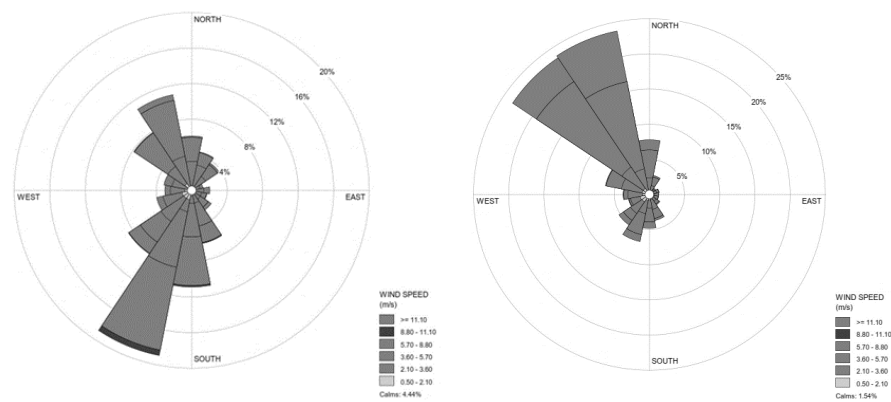 NORTH
20%
16%
12%
8%
4%
WEST
EAST
SOUTH
WIND SPEED
(m/s)
>= 11.10
8.80 - 11.10
5.70 - 8.80
3.60 - 5.70
2.10 - 3.60
0.50 - 2.10
Calms: 4.44%
NORTH
25%
20%
15%
10%
5%
WEST
EAST
SOUTH
WIND SPEED
(m/s)
>= 11.10
8.80 - 11.10
5.70 - 8.80
3.60 - 5.70
2.10 - 3.60
0.50 - 2.10
Calms: 1.54%